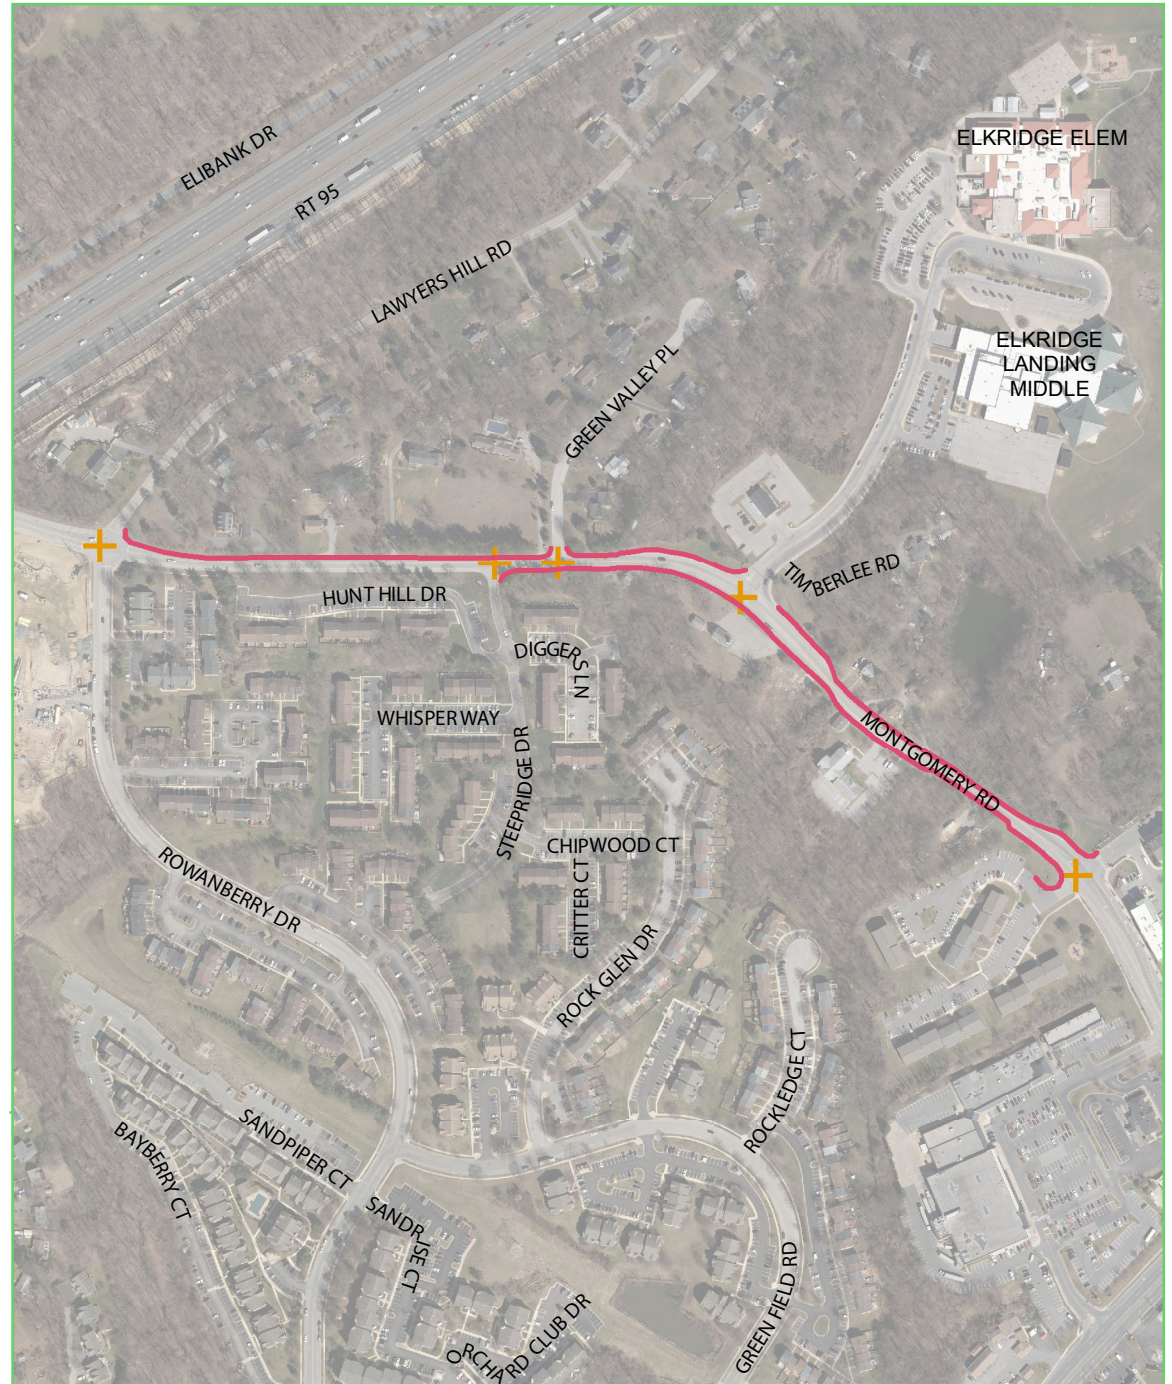 ELKRIDGE ELEM
ELIBANK DR
RT 95
LAWYERS HILL RD
ELKRIDGE
LANDING
MIDDLE
GREEN VALLEY PL
TIMBERLEE RD
HUNT HILL DR
DIGGERS LN
WHISPER WAY
MONTGOMERY RD
STEEPRIDGE DR
CHIPWOOD CT
CRITTER CT
ROWANBERRY DR
ROCK GLEN DR
ROCKLEDGE CT
SANDPIPER CT
BAYBERRY CT
SANDRISE CT
GREEN FIELD RD
ORCHARD CLUB DR